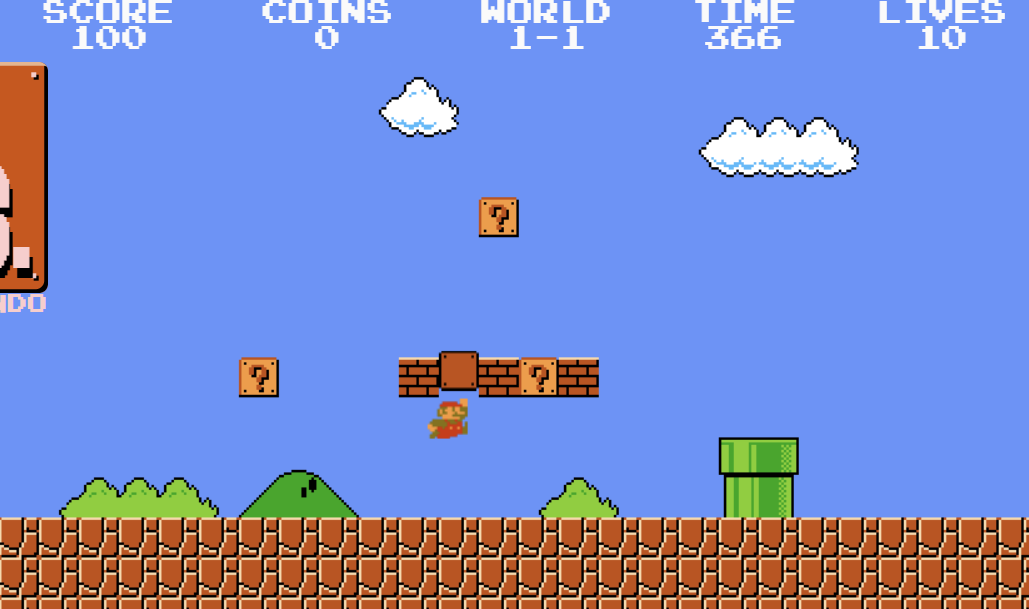 SCORE COINS WORLD TIME LIVES
100 0 1-1 366 10
?
? ?